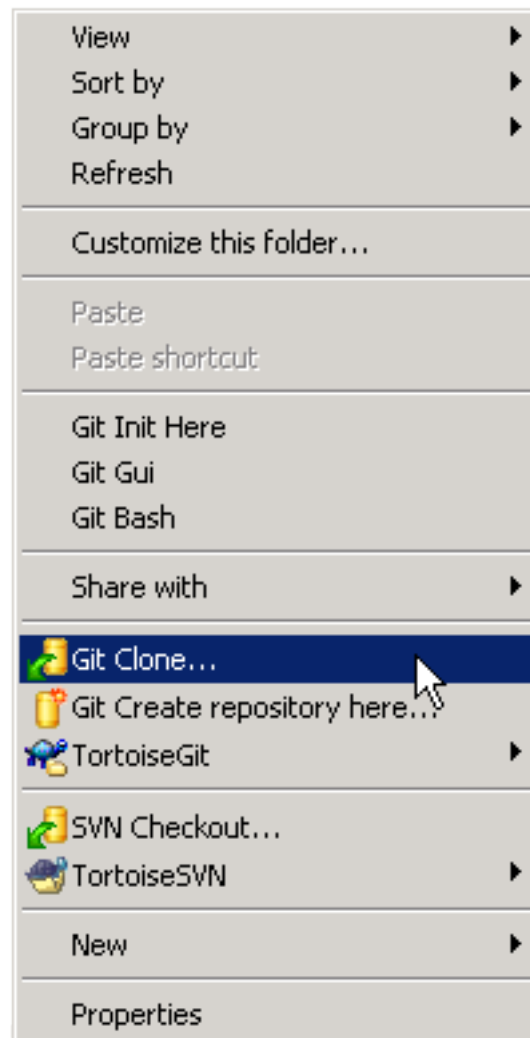 View
Sort by
Group by
Refresh
Customize this folder...
Paste
Paste shortcut
Git Init Here
Git Gui
Git Bash
Share with
Git Clone...
Git Create repository here...
TortoiseGit
SVN Checkout...
TortoiseSVN
New
Properties